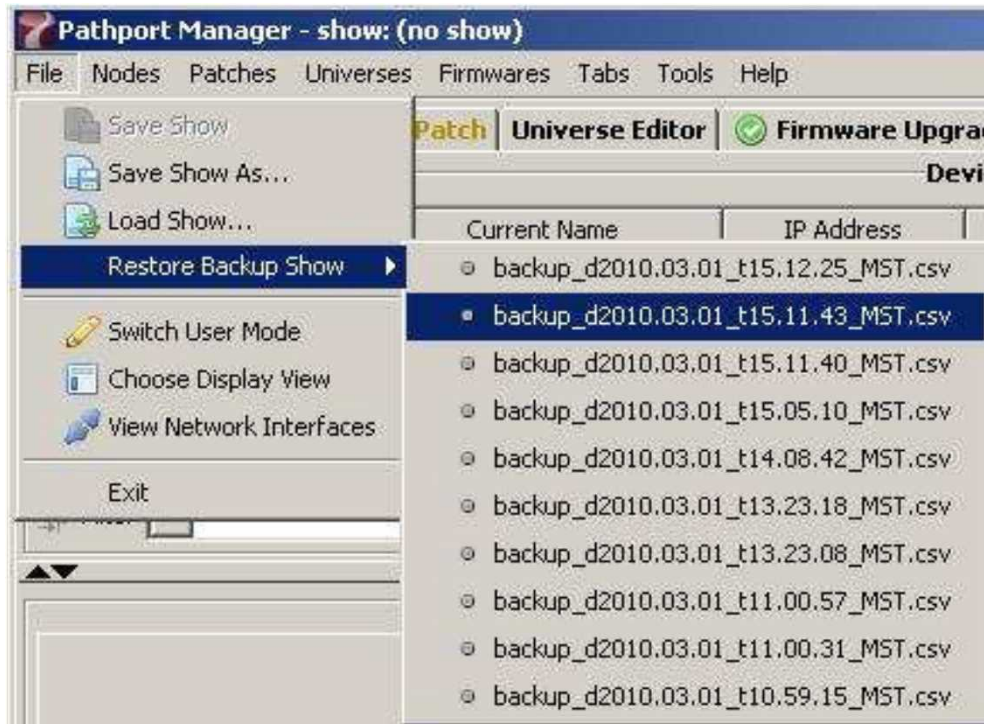 Pathport Manager - show: (no show)
File Nodes Patches Universes Firmwares Tabs Tools Help
Save Show
Patch Universe Editor Firmware
Save Show As...
Load Show...
Current Name IP Address
Restore Backup Show
backup_d2010.03.01_t15.12.25_MST.csv
backup_d2010.03.01_t15.11.43_MST.csv
Switch User Mode
backup_d2010.03.01_t15.11.40_MST.csv
Choose Display View
backup_d2010.03.01_t15.05.10_MST.csv
View Network Interfaces
backup_d2010.03.01_t14.08.42_MST.csv
Exit
backup_d2010.03.01_t13.23.18_MST.csv
backup_d2010.03.01_t13.23.08_MST.csv
backup_d2010.03.01_t11.00.57_MST.csv
backup_d2010.03.01_t11.00.31_MST.csv
backup_d2010.03.01_t10.59.15_MST.csv